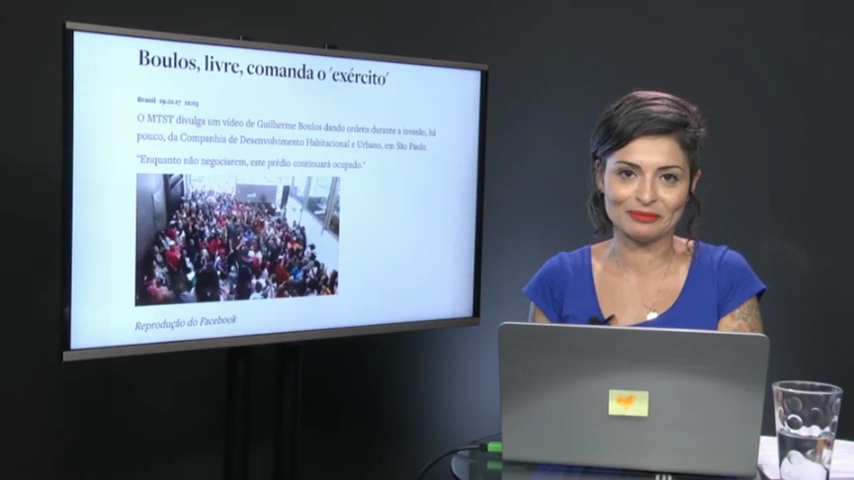 Boulos, livre, comanda o 'exército'
Brasil 19.01.17 12:03
O MTST divulga um vídeo de Guilherme Boulos dando ordens durante a invasão, há
pouco, da Companhia de Desenvolvimento Habitacional e Urbano, em São Paulo.
"Enquanto não negociarem, este prédio continuará ocupado."
Reprodução do Facebook